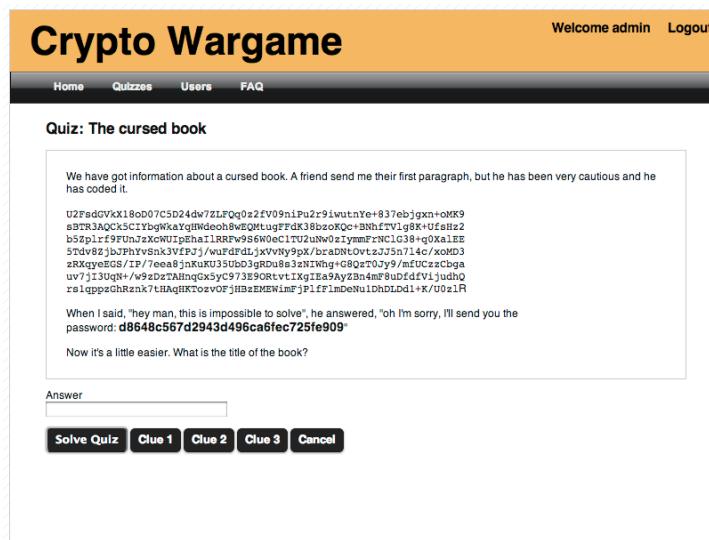 Crypto Wargame
Welcome admin Logout
Home Quizzes Users FAQ
Quiz: The cursed book
We have got information about a cursed book. A friend send me their first paragraph, but he has been very cautious and he
has coded it.
U2FsdGVkX18oD07C5D24dw7ZLFQq0z2fV09niPu2r9iwutnYe+837ebjgxn+oMK9
sBTR3AQCk5CIYbgWkaYqHWdeoh8wEQMtugFFdK38bzoKQc+BNhfTVlg8K+UfsHz2
b5Zplrf9FUnJzXcWUIpEhaIlRRFw9S6W0eC1TU2uNw0zIymmFrNClG38+q0XalEE
5Tdv8ZjbJPhYvSnk3VfPJj/wuFdFdLjxVvNy9pX/braDNtOvtzJJ5n7l4c/xoMD3
zRXqyeEGS/IP/7eea8jnKuKU35UbD3gRDu8s3zNIWhg+G8QzT0Jy9/mfUCzzCbga
uv7jI3UqN+/w9zDzTAHnqGx5yC973E9ORtvtIXgIEa9AyZBn4mF8uDfdfVijudhQ
rs1qppzGhRznk7tHAqHKTozvOFjHBzEMEWimFjPlfFlmDeNu1DhDLDd1+K/U0zlR
When I said, "hey man, this is impossible to solve", he answered, "oh I'm sorry, I'll send you the
password: d8648c567d2943d496ca6fec725fe909"
Now it's a little easier. What is the title of the book?
Answer
Solve Quiz Clue 1 Clue 2 Clue 3 Cancel